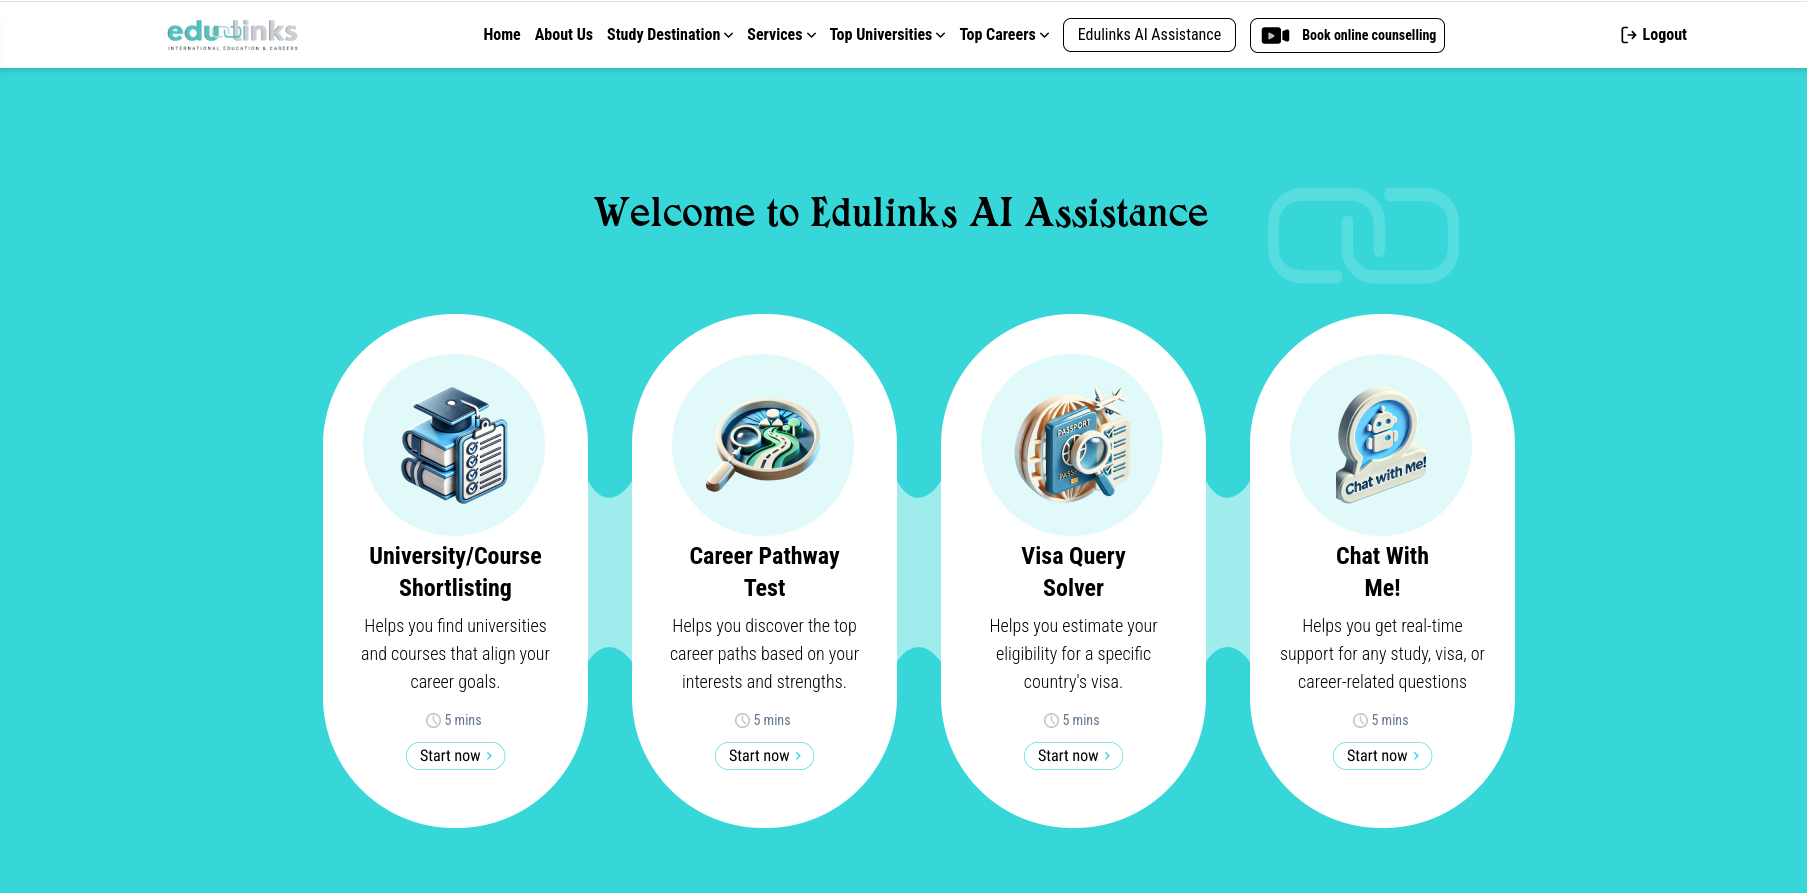 edulinks
INTERNATIONAL EDUCATION & CAREERS
Home About Us Study Destination Services Top Universities Top Careers Edulinks AI Assistance Book online counselling Logout
Welcome to Edulinks AI Assistance
PASSPORT
Chat with Me!
University/Course
Shortlisting
Helps you find universities
and courses that align your
career goals.
5 mins
Start now
Career Pathway
Test
Helps you discover the top
career paths based on your
interests and strengths.
5 mins
Start now
Visa Query
Solver
Helps you estimate your
eligibility for a specific
country's visa.
5 mins
Start now
Chat With
Me!
Helps you get real-time
support for any study, visa, or
career-related questions
5 mins
Start now